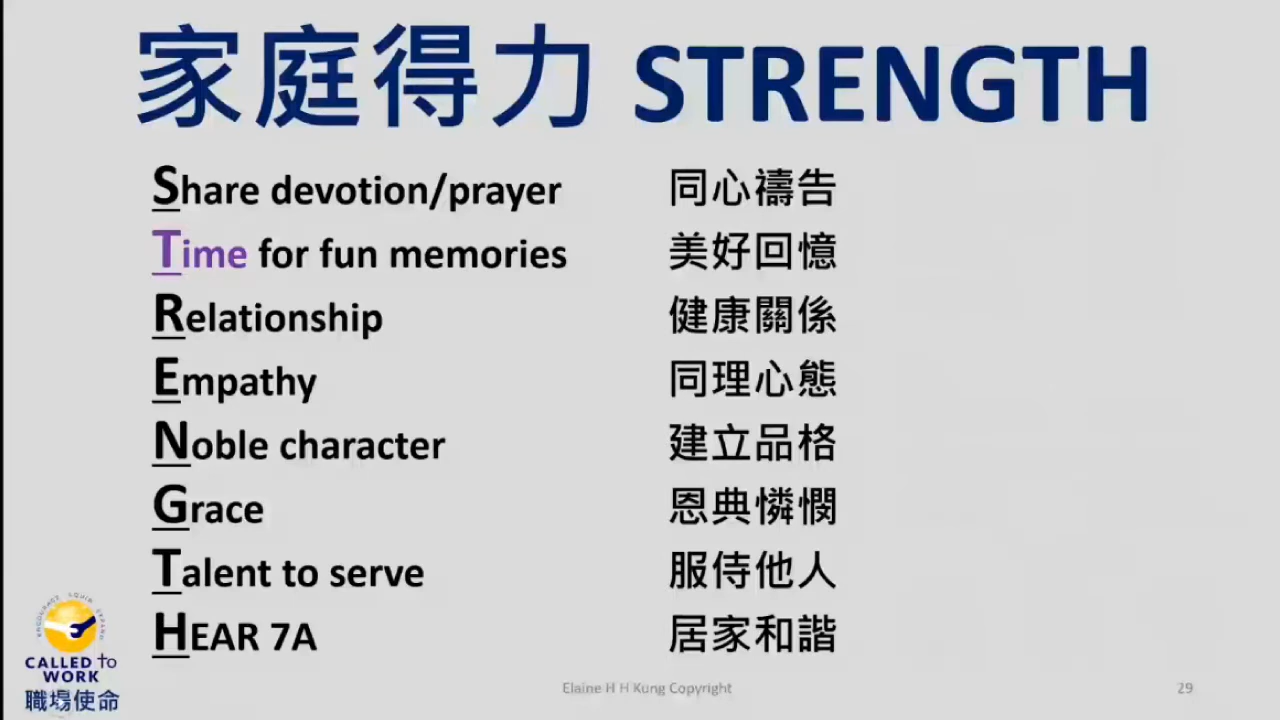 家庭得力 STRENGTH
Share devotion/prayer 同心禱告
Time for fun memories 美好回憶
Relationship 健康關係
Empathy 同理心態
Noble character 建立品格
Grace 恩典憐憫
Talent to serve 服侍他人
HEAR 7A 居家和諧
ENCOURAGE EQUIP EXPAND
CALLED to
WORK
職場使命
Elaine H H Kung Copyright
29